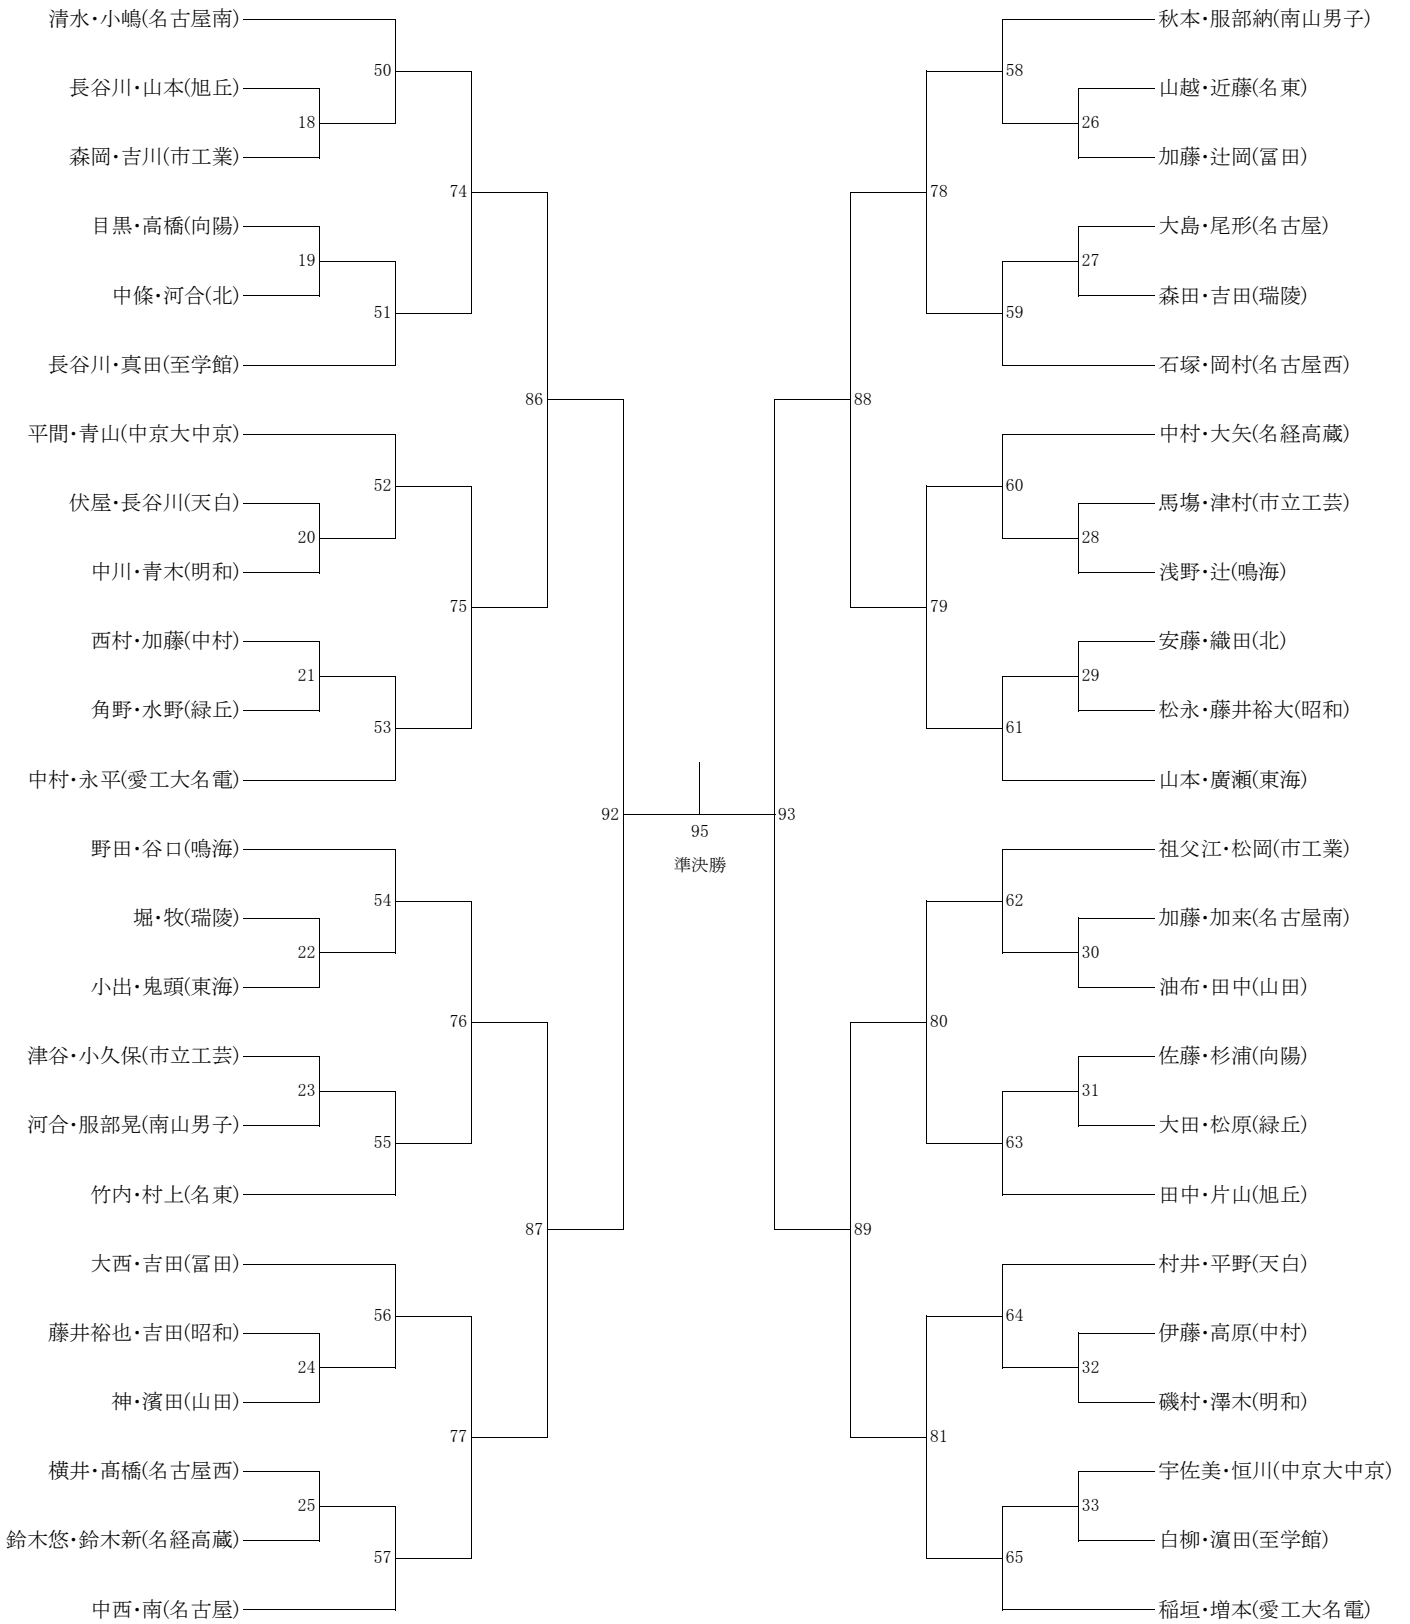 清水・小嶋(名古屋南)
50
長谷川・山本(旭丘)
18
森岡・吉川(市工業)
74
目黒・高橋(向陽)
19
中條・河合(北)
51
長谷川・真田(至学館)
86
平間・青山(中京大中京)
52
伏屋・長谷川(天白)
20
中川・青木(明和)
75
西村・加藤(中村)
21
角野・水野(緑丘)
53
中村・永平(愛工大名電)
92
野田・谷口(鳴海)
54
堀・牧(瑞陵)
22
小出・鬼頭(東海)
76
津谷・小久保(市立工芸)
23
河合・服部晃(南山男子)
55
竹内・村上(名東)
87
大西・吉田(冨田)
56
藤井裕也・吉田(昭和)
24
神・濱田(山田)
77
横井・髙橋(名古屋西)
25
鈴木悠・鈴木新(名経高蔵)
57
中西・南(名古屋)
95
準決勝
秋本・服部納(南山男子)
58
山越・近藤(名東)
26
加藤・辻岡(冨田)
78
大島・尾形(名古屋)
27
森田・吉田(瑞陵)
59
石塚・岡村(名古屋西)
88
中村・大矢(名経高蔵)
60
馬塲・津村(市立工芸)
28
浅野・辻(鳴海)
79
安藤・織田(北)
29
松永・藤井裕大(昭和)
61
山本・廣瀬(東海)
93
祖父江・松岡(市工業)
62
加藤・加来(名古屋南)
30
油布・田中(山田)
80
佐藤・杉浦(向陽)
31
大田・松原(緑丘)
63
田中・片山(旭丘)
89
村井・平野(天白)
64
伊藤・高原(中村)
32
磯村・澤木(明和)
81
宇佐美・恒川(中京大中京)
33
白柳・濵田(至学館)
65
稲垣・増本(愛工大名電)